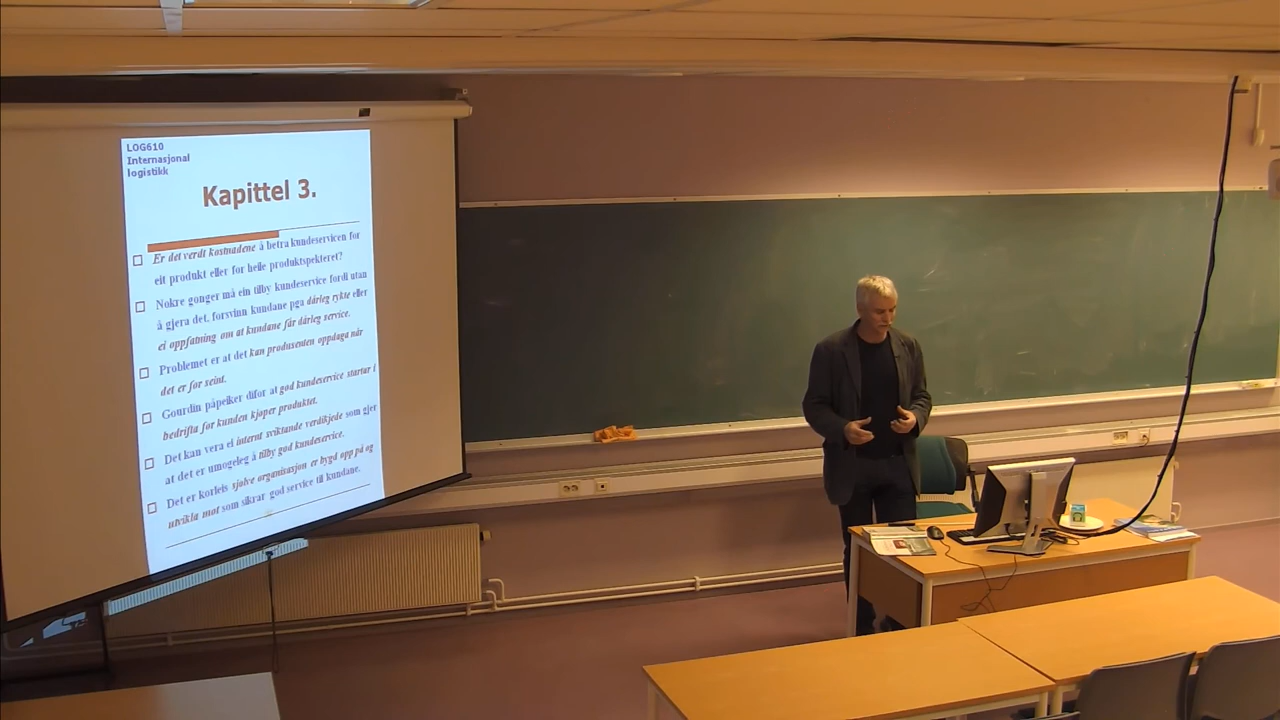 LOG610
Internasjonal
logistikk
Kapittel 3.
Er det verdt kostnadene å betra kundeservicen for
eit produkt eller for heile produktspekteret?
Nokre gonger må ein tilby kundeservice fordi utan
å gjera det, forsvinn kundane pga dårleg rykte eller
ei oppfatning om at kundane får dårleg service.
Problemet er at det kan produsenten oppdaga når
det er for seint.
Gourdin påpeiker difor at god kundeservice startar i
bedrifta før kunden kjøper produktet.
Det kan vera ei internt sviktande verdikjede som gjer
at det er umogeleg å tilby god kundeservice.
Det er korleis sjølve organisasjon er bygd opp på og
utvikla mot som sikrar god service til kundane.